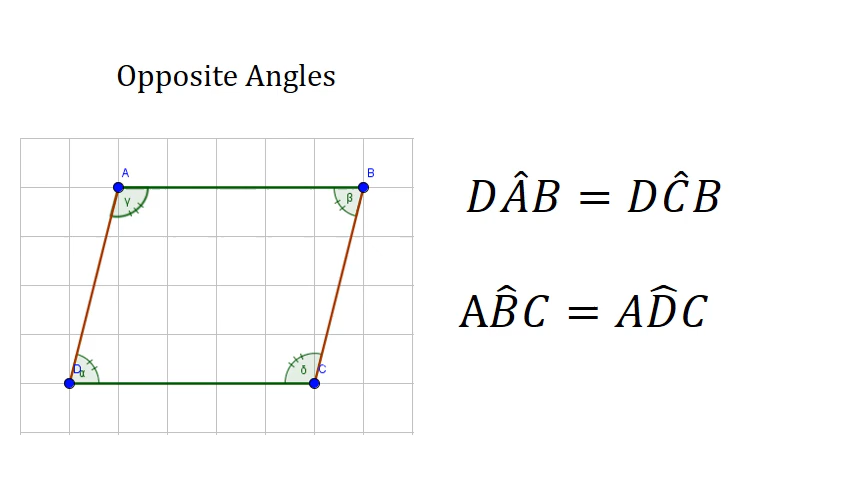 Opposite Angles
A B
γ β
DÂB = DĈB
AB̂C = AD̂C
D α δ C